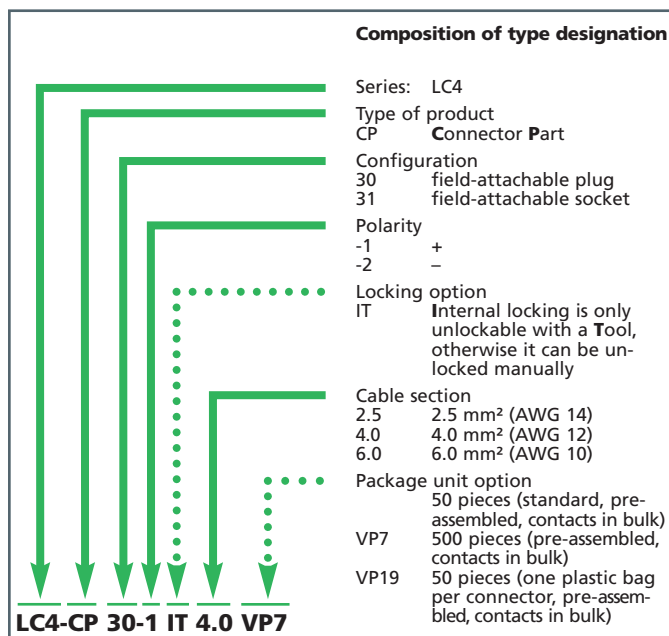 Composition of type designation
Series: LC4
Type of product
CP Connector Part
Configuration
30 field-attachable plug
31 field-attachable socket
Polarity
-1 +
-2 –
Locking option
IT Internal locking is only
unlockable with a Tool,
otherwise it can be un-
locked manually
Cable section
2.5 2.5 mm² (AWG 14)
4.0 4.0 mm² (AWG 12)
6.0 6.0 mm² (AWG 10)
Package unit option
50 pieces (standard, pre-
assembled, contacts in bulk)
VP7 500 pieces (pre-assembled,
contacts in bulk)
VP19 50 pieces (one plastic bag
per connector, pre-assem-
bled, contacts in bulk)
LC4-CP 30-1 IT 4.0 VP7